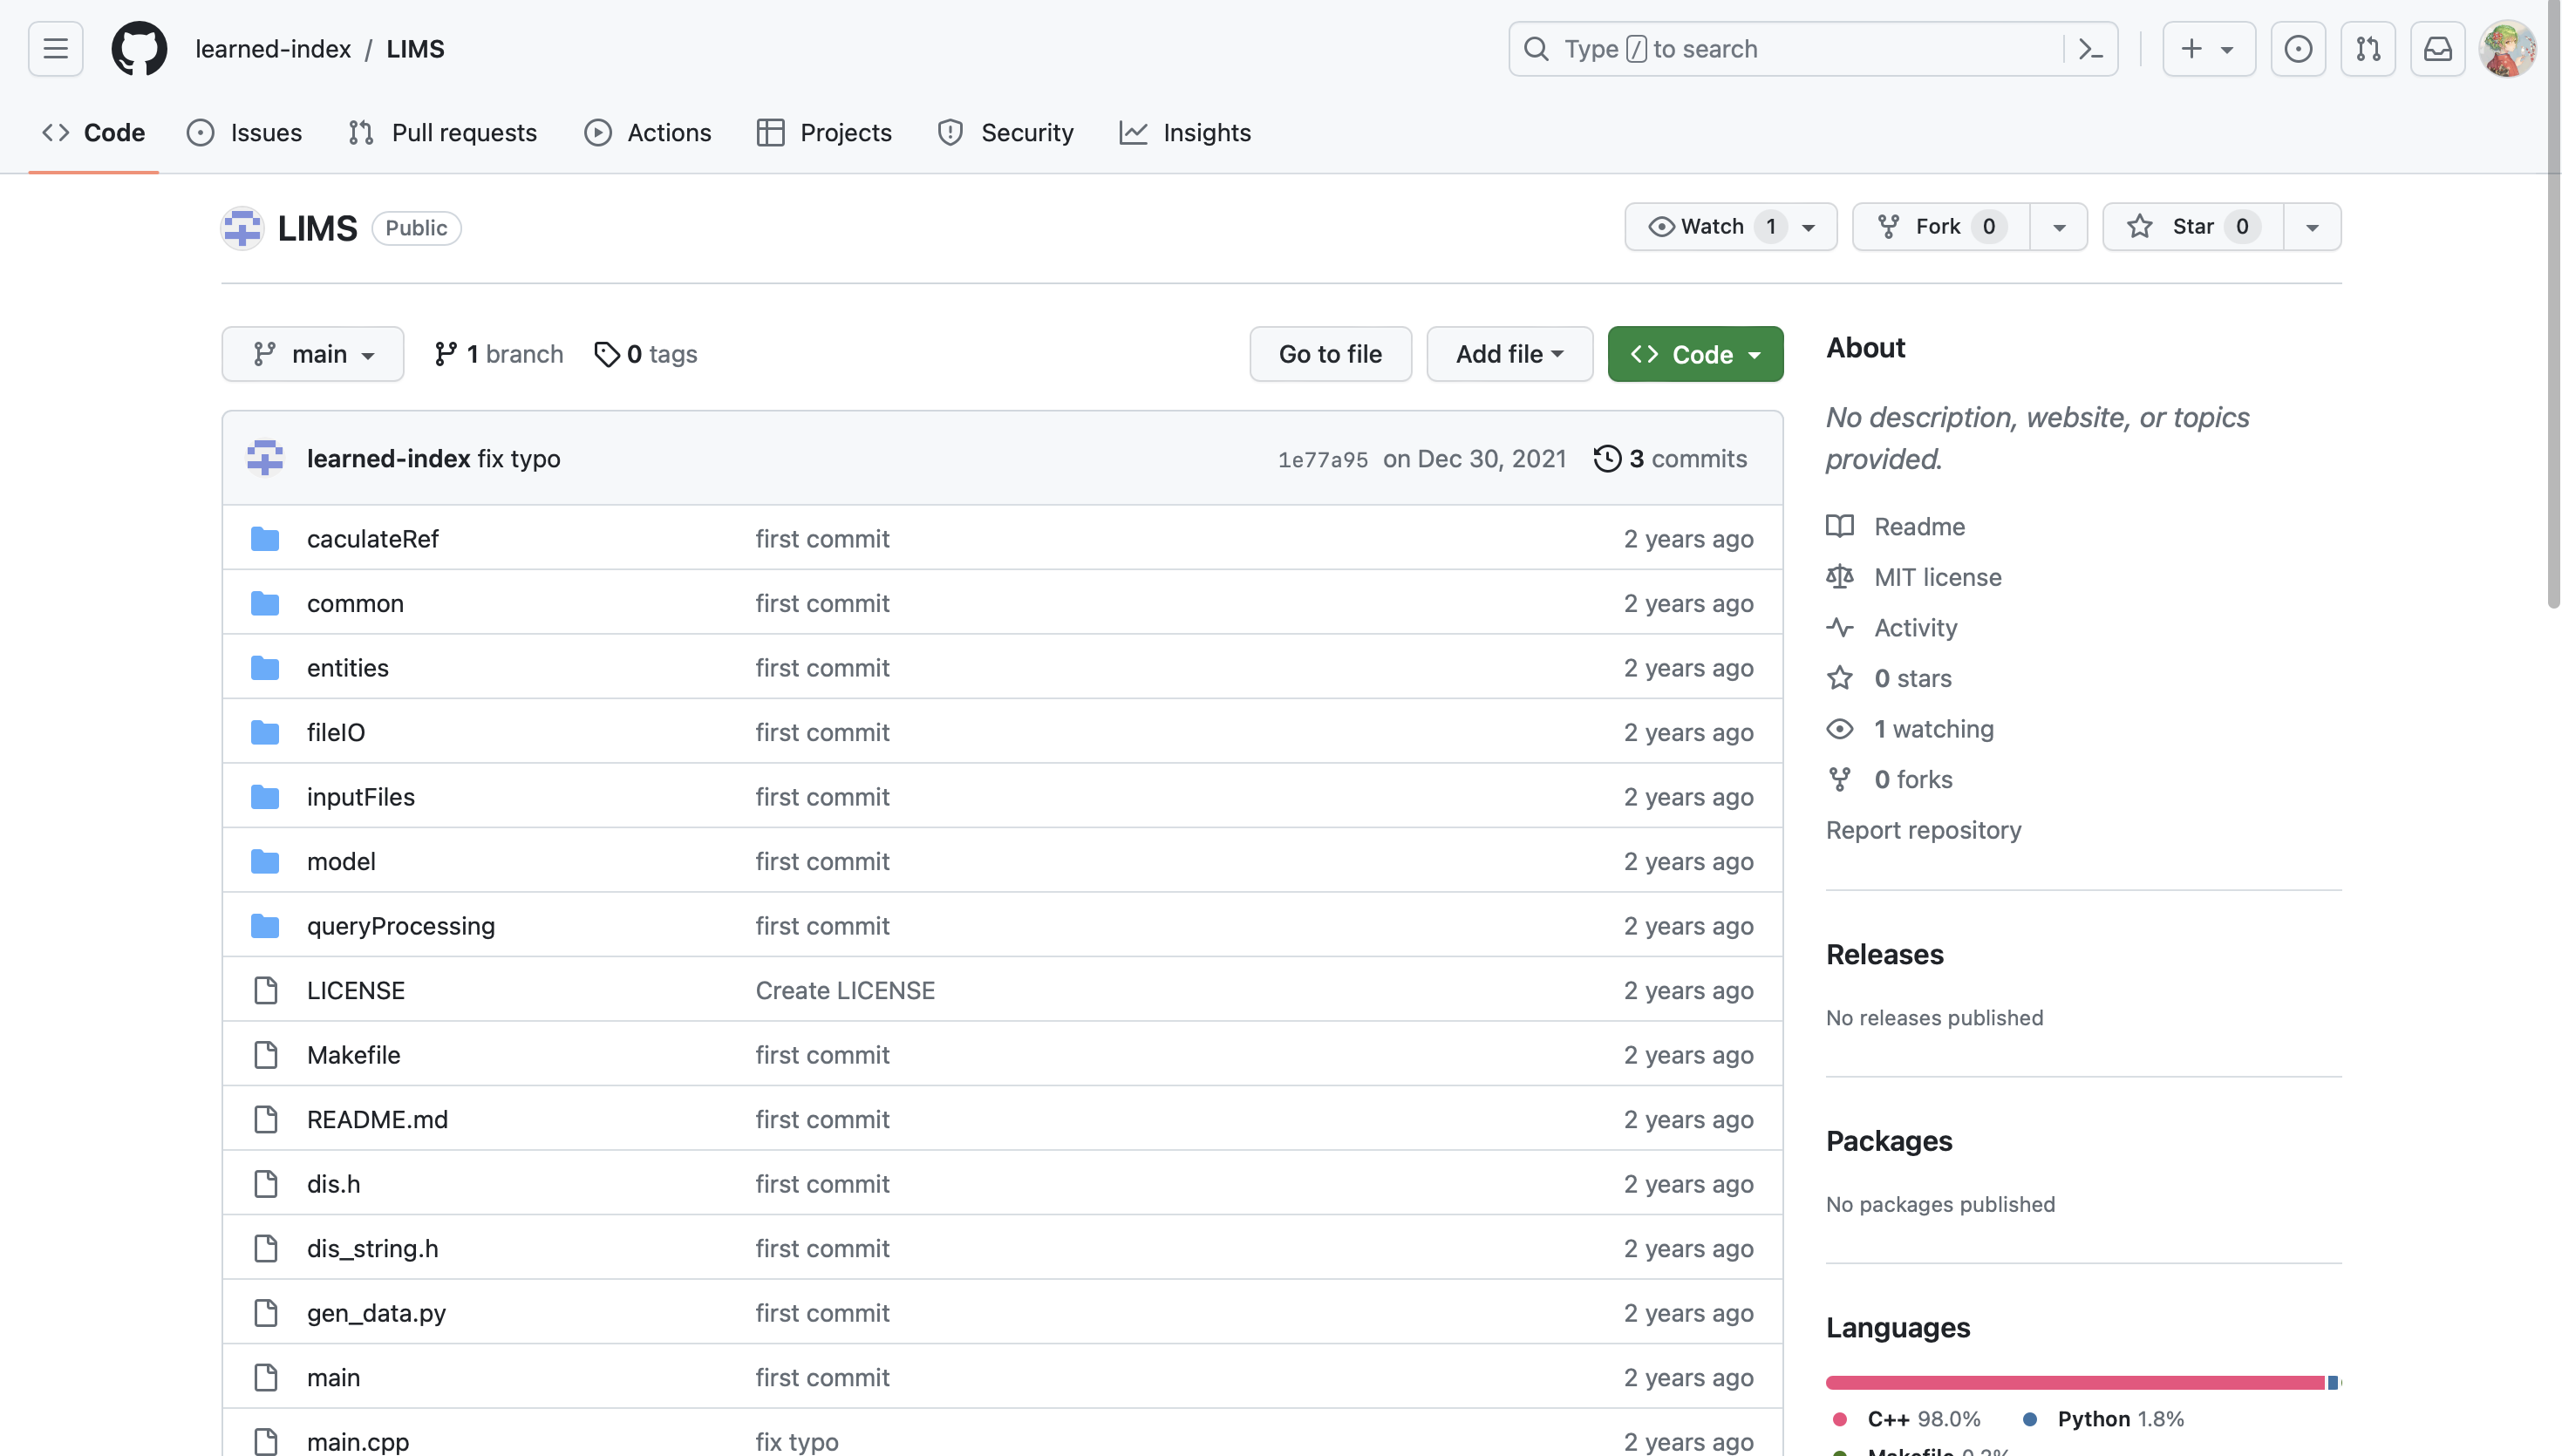 learned-index / LIMS
Type / to search
Code Issues Pull requests Actions Projects Security Insights
LIMS Public
Watch 1 Fork 0 Star 0
main 1 branch 0 tags Go to file Add file Code
learned-index fix typo 1e77a95 on Dec 30, 2021 3 commits
caculateRef first commit 2 years ago
common first commit 2 years ago
entities first commit 2 years ago
fileIO first commit 2 years ago
inputFiles first commit 2 years ago
model first commit 2 years ago
queryProcessing first commit 2 years ago
LICENSE Create LICENSE 2 years ago
Makefile first commit 2 years ago
README.md first commit 2 years ago
dis.h first commit 2 years ago
dis_string.h first commit 2 years ago
gen_data.py first commit 2 years ago
main first commit 2 years ago
main.cpp fix typo 2 years ago
About
No description, website, or topics
provided.
Readme
MIT license
Activity
0 stars
1 watching
0 forks
Report repository
Releases
No releases published
Packages
No packages published
Languages
C++ 98.0% Python 1.8%
Makefile 0.2%